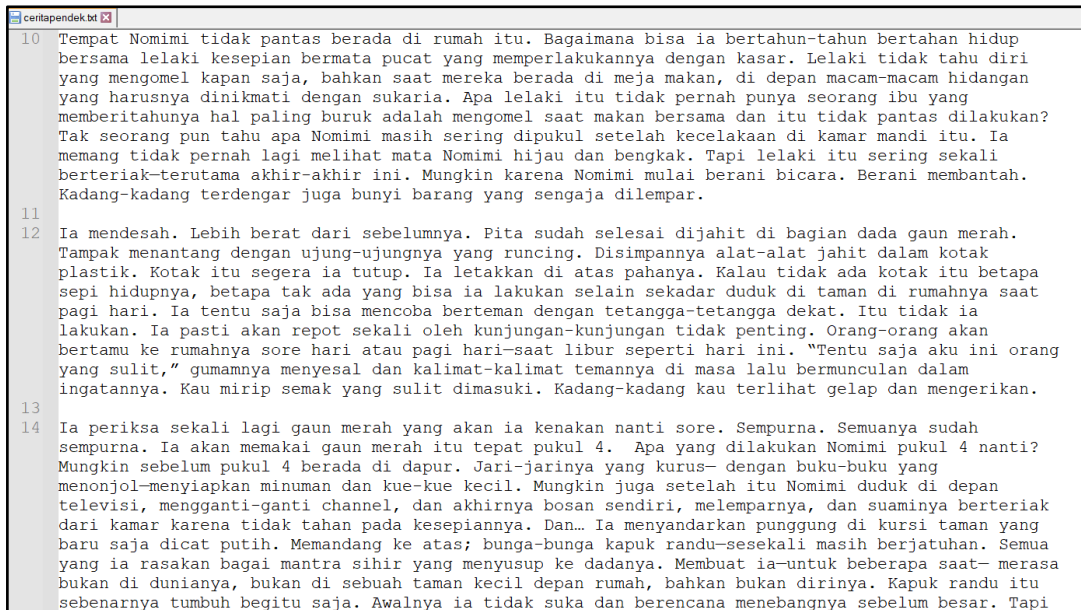 ceritapendek.txt
10 Tempat Nomimi tidak pantas berada di rumah itu. Bagaimana bisa ia bertahun-tahun bertahan hidup
bersama lelaki kesepian bermata pucat yang memperlakukannya dengan kasar. Lelaki tidak tahu diri
yang mengomel kapan saja, bahkan saat mereka berada di meja makan, di depan macam-macam hidangan
yang harusnya dinikmati dengan sukaria. Apa lelaki itu tidak pernah punya seorang ibu yang
memberitahunya hal paling buruk adalah mengomel saat makan bersama dan itu tidak pantas dilakukan?
Tak seorang pun tahu apa Nomimi masih sering dipukul setelah kecelakaan di kamar mandi itu. Ia
memang tidak pernah lagi melihat mata Nomimi hijau dan bengkak. Tapi lelaki itu sering sekali
berteriak—terutama akhir-akhir ini. Mungkin karena Nomimi mulai berani bicara. Berani membantah.
Kadang-kadang terdengar juga bunyi barang yang sengaja dilempar.
11
12 Ia mendesah. Lebih berat dari sebelumnya. Pita sudah selesai dijahit di bagian dada gaun merah.
Tampak menantang dengan ujung-ujungnya yang runcing. Disimpannya alat-alat jahit dalam kotak
plastik. Kotak itu segera ia tutup. Ia letakkan di atas pahanya. Kalau tidak ada kotak itu betapa
sepi hidupnya, betapa tak ada yang bisa ia lakukan selain sekadar duduk di taman di rumahnya saat
pagi hari. Ia tentu saja bisa mencoba berteman dengan tetangga-tetangga dekat. Itu tidak ia
lakukan. Ia pasti akan repot sekali oleh kunjungan-kunjungan tidak penting. Orang-orang akan
bertamu ke rumahnya sore hari atau pagi hari—saat libur seperti hari ini. “Tentu saja aku ini orang
yang sulit,” gumamnya menyesal dan kalimat-kalimat temannya di masa lalu bermunculan dalam
ingatannya. Kau mirip semak yang sulit dimasuki. Kadang-kadang kau terlihat gelap dan mengerikan.
13
14 Ia periksa sekali lagi gaun merah yang akan ia kenakan nanti sore. Sempurna. Semuanya sudah
sempurna. Ia akan memakai gaun merah itu tepat pukul 4.  Apa yang dilakukan Nomimi pukul 4 nanti?
Mungkin sebelum pukul 4 berada di dapur. Jari-jarinya yang kurus— dengan buku-buku yang
menonjol—menyiapkan minuman dan kue-kue kecil. Mungkin juga setelah itu Nomimi duduk di depan
televisi, mengganti-ganti channel, dan akhirnya bosan sendiri, melemparnya, dan suaminya berteriak
dari kamar karena tidak tahan pada kesepiannya. Dan… Ia menyandarkan punggung di kursi taman yang
baru saja dicat putih. Memandang ke atas; bunga-bunga kapuk randu—sesekali masih berjatuhan. Semua
yang ia rasakan bagai mantra sihir yang menyusup ke dadanya. Membuat ia—untuk beberapa saat— merasa
bukan di dunianya, bukan di sebuah taman kecil depan rumah, bahkan bukan dirinya. Kapuk randu itu
sebenarnya tumbuh begitu saja. Awalnya ia tidak suka dan berencana menebangnya sebelum besar. Tapi